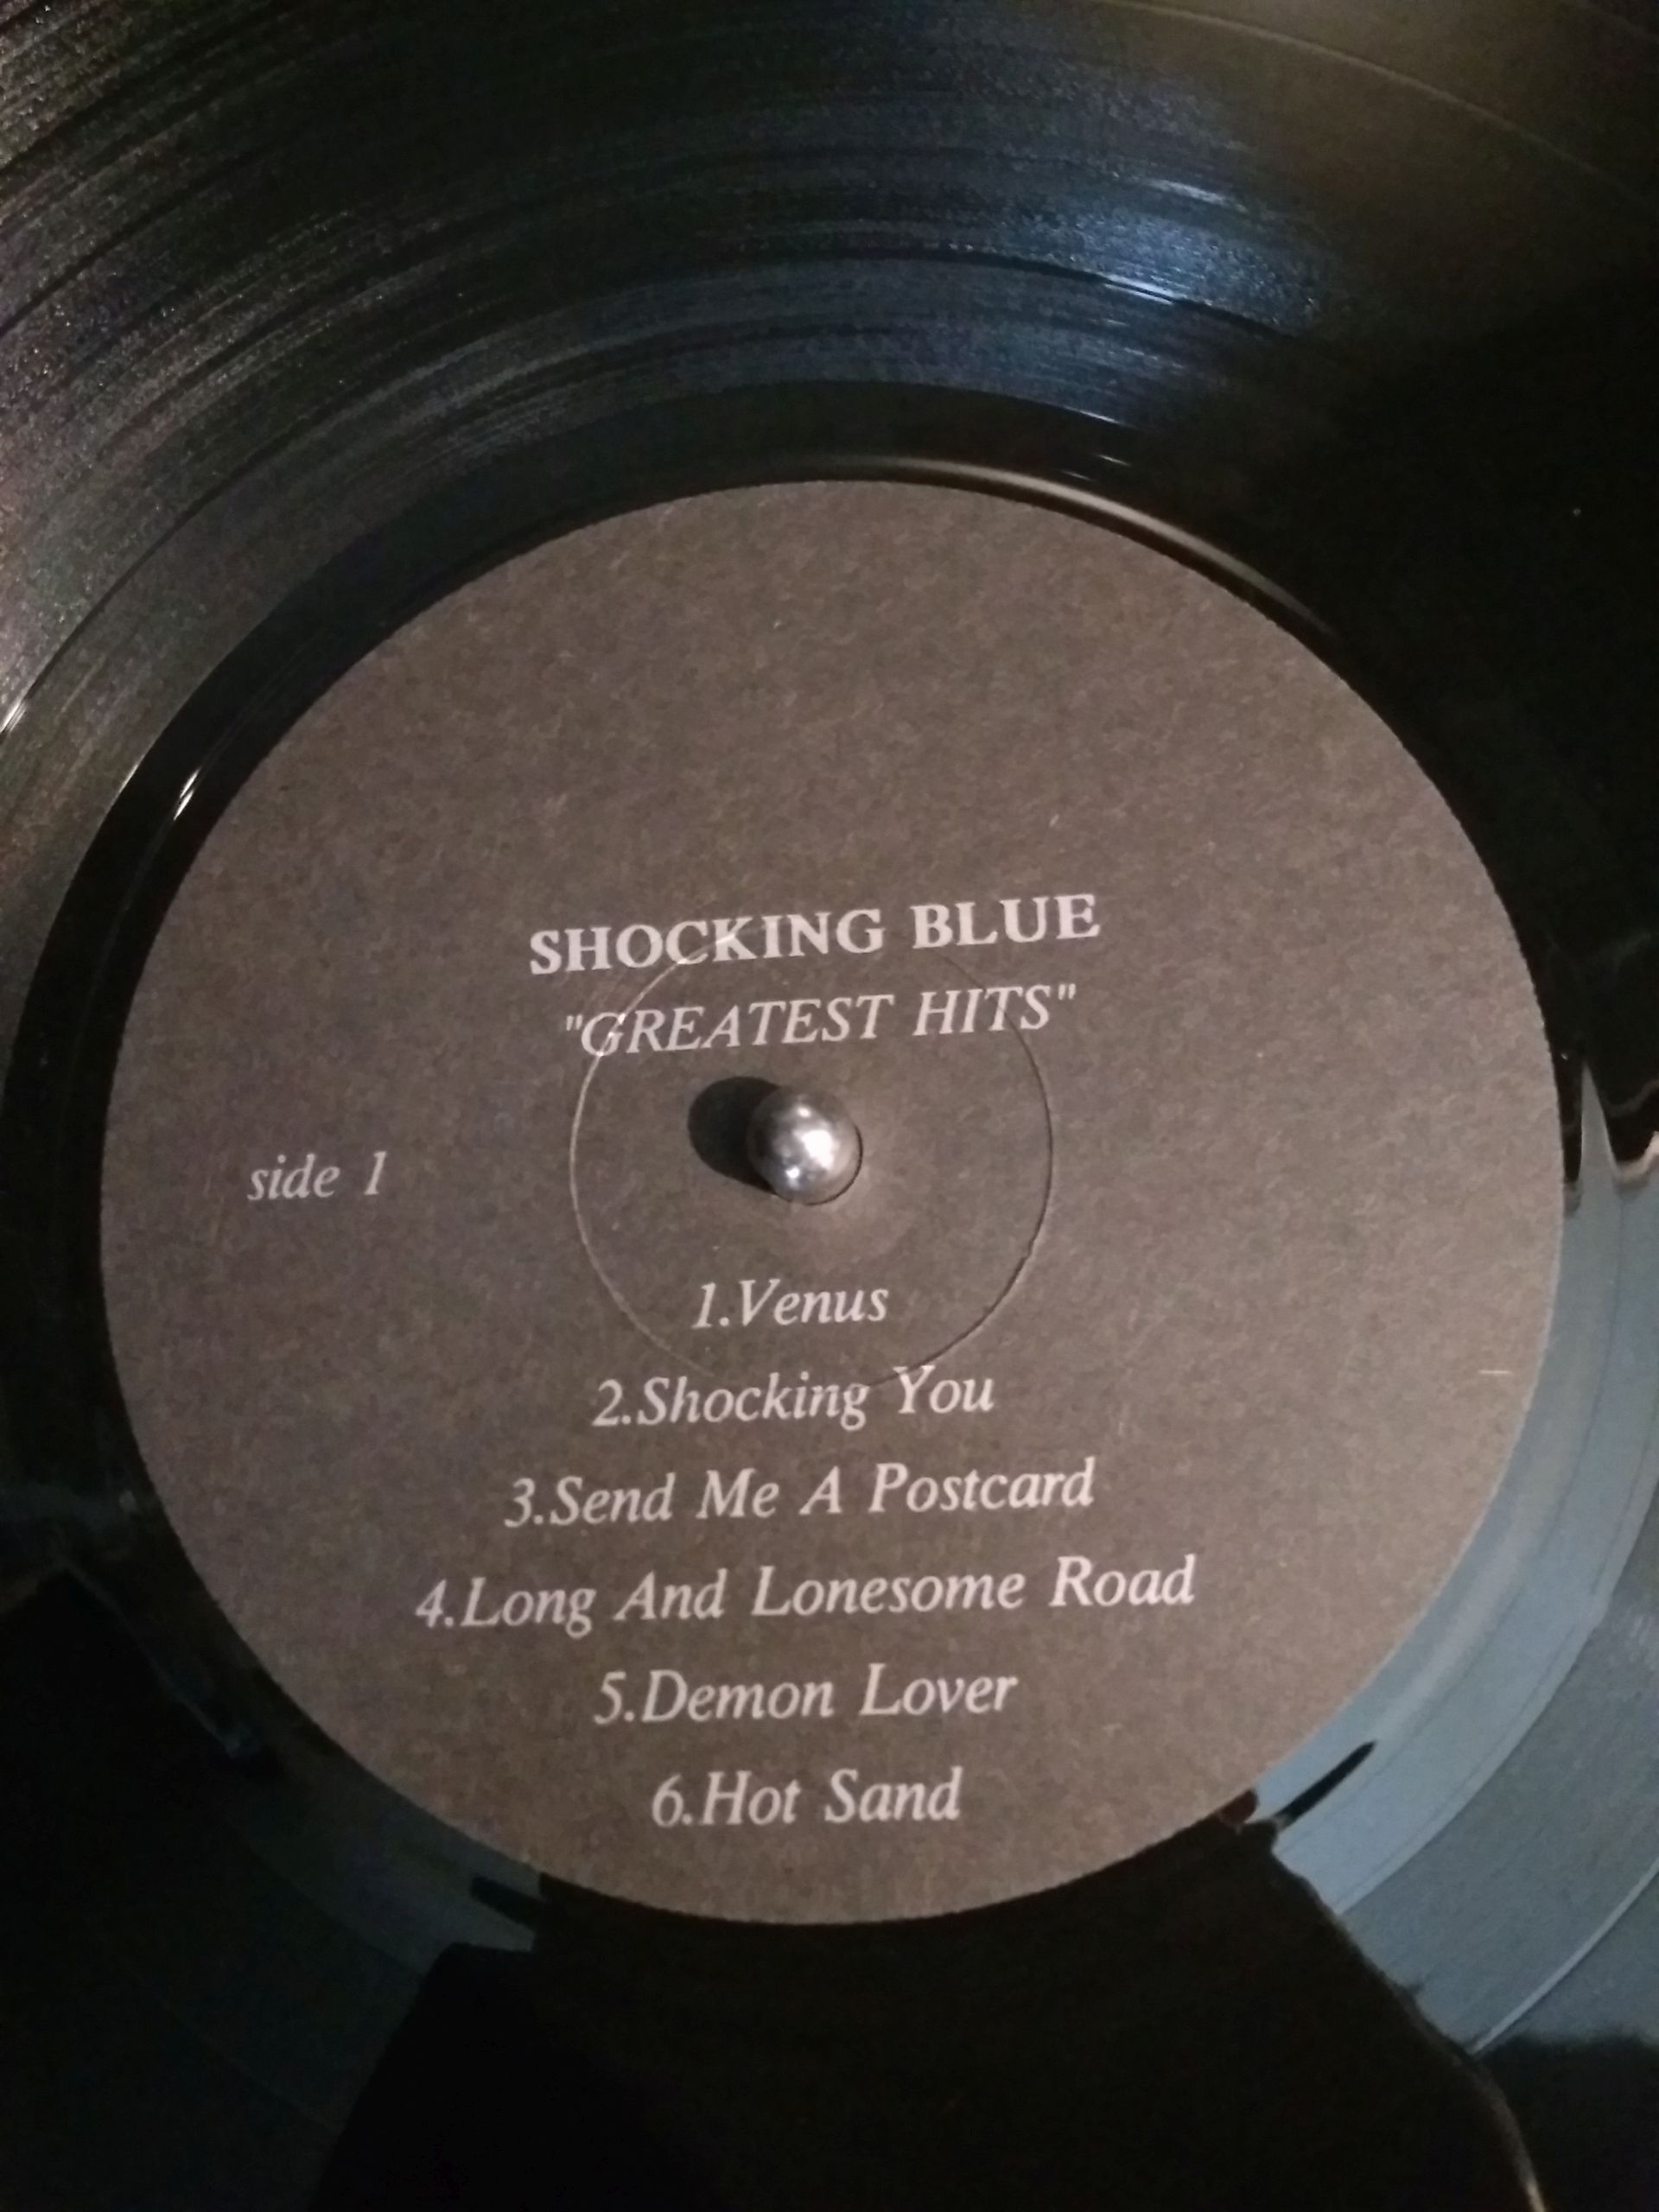 SHOCKING BLUE
"GREATEST HITS"
side 1
1.Venus
2.Shocking You
3.Send Me A Postcard
4.Long And Lonesome Road
5.Demon Lover
6.Hot Sand